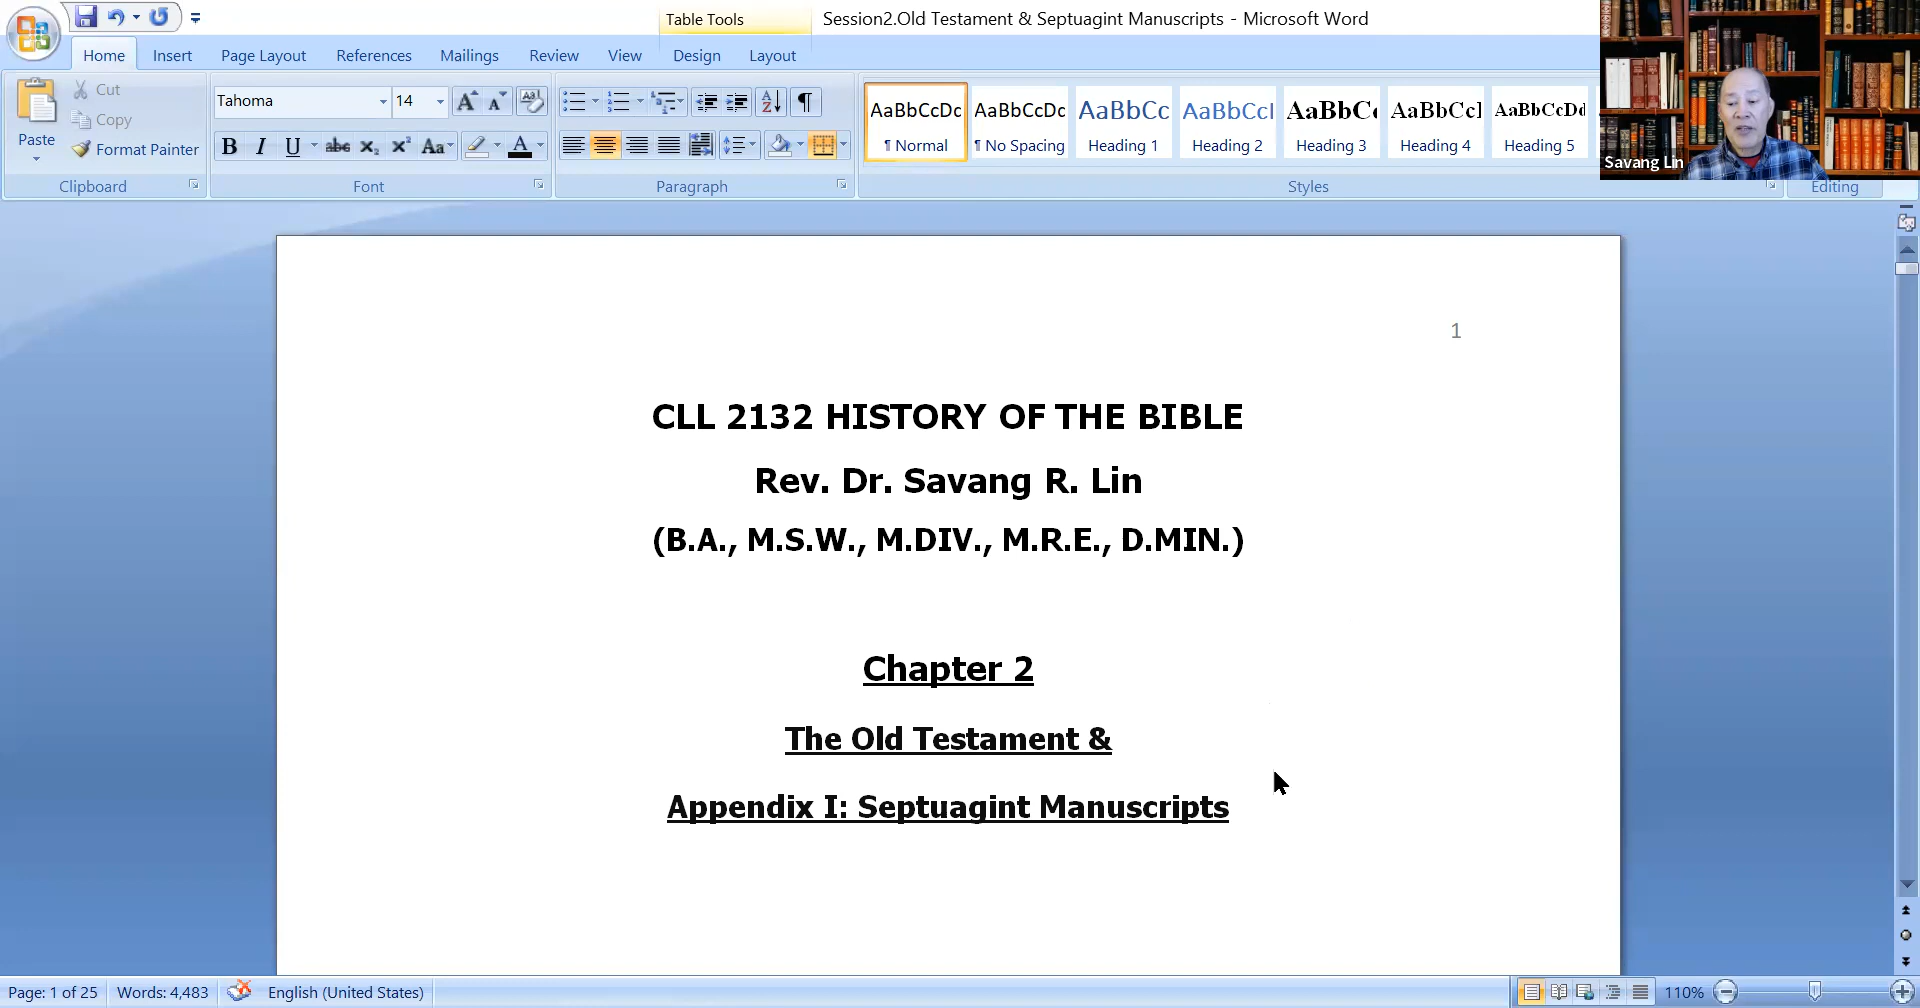 Table Tools
Session2.Old Testament & Septuagint Manuscripts - Microsoft Word
Home Insert Page Layout References Mailings Review View Design Layout
Paste
Cut
Copy
Format Painter
Clipboard
Tahoma 14
Font
Paragraph
AaBbCcDc AaBbCcDc AaBbCc AaBbCcI AaBbCc AaBbCcI AaBbCcDd
¶ Normal ¶ No Spacing Heading 1 Heading 2 Heading 3 Heading 4 Heading 5
Styles
Editing
Savang Lin
1
CLL 2132 HISTORY OF THE BIBLE
Rev. Dr. Savang R. Lin
(B.A., M.S.W., M.DIV., M.R.E., D.MIN.)
Chapter 2
The Old Testament &
Appendix I: Septuagint Manuscripts
Page: 1 of 25 Words: 4,483 English (United States) 110%